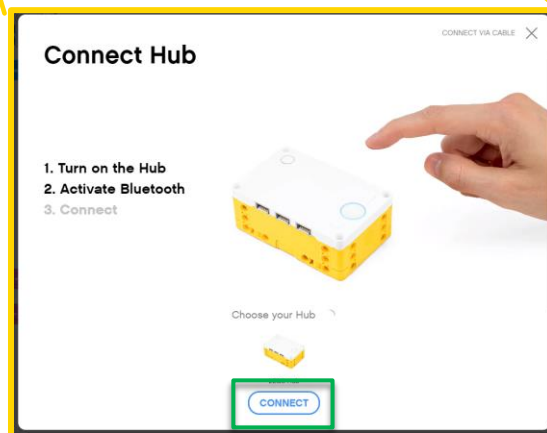 CONNECT VIA CABLE
Connect Hub
1. Turn on the Hub
2. Activate Bluetooth
3. Connect
Choose your Hub
CONNECT